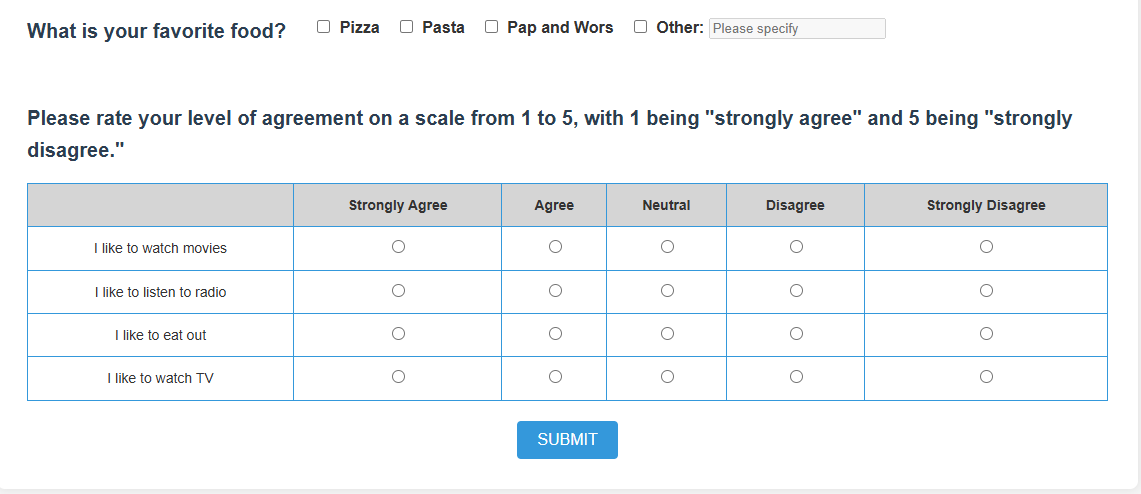 What is your favorite food? Pizza Pasta Pap and Wors Other: Please specify
Please rate your level of agreement on a scale from 1 to 5, with 1 being "strongly agree" and 5 being "strongly
disagree."
Strongly Agree Agree Neutral Disagree Strongly Disagree
I like to watch movies
I like to listen to radio
I like to eat out
I like to watch TV
SUBMIT